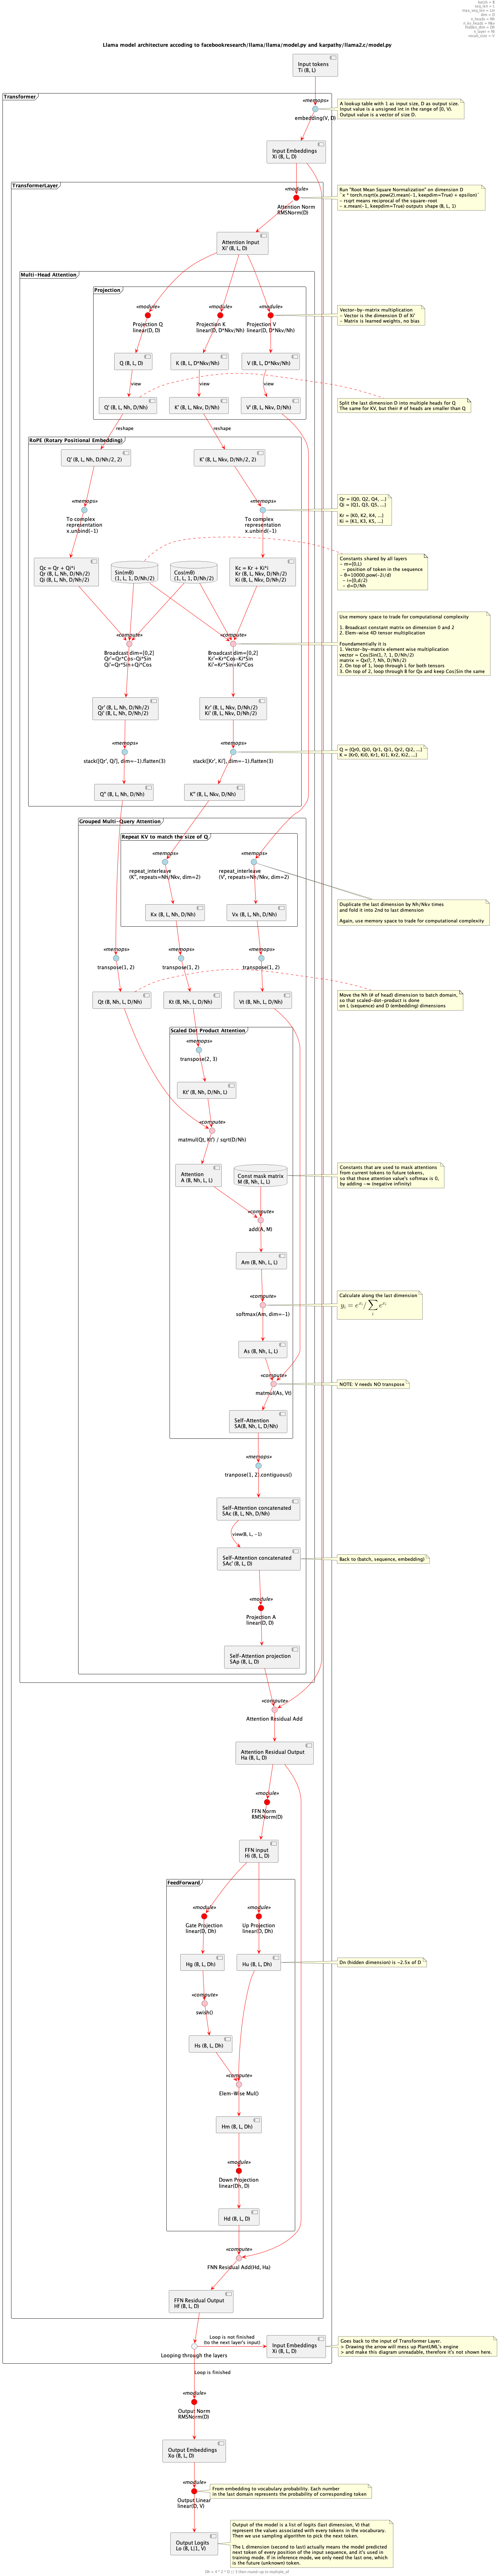 batch = B
seq_len = L
max_seq_len = Lm
dim = D
n_heads = Nh
n_kv_heads = Nkv
hidden_dim = Dh
n_layer = Nl
vocab_size = V
Llama model architecture accoding to facebookresearch/llama/llama/model.py and karpathy/llama2.c/model.py
Input tokens
Ti (B, L)
Transformer
«memops»
embedding(V, D)
A lookup table with 1 as input size, D as output size.
Input value is a unsigned int in the range of [0, V).
Output value is a vector of size D.
Input Embeddings
Xi (B, L, D)
TransformerLayer
«module»
Attention Norm
RMSNorm(D)
Run "Root Mean Square Normalization" on dimension D
`x * torch.rsqrt(x.pow(2).mean(-1, keepdim=True) + epsilon)`
- rsqrt means reciprocal of the square-root
- x.mean(-1, keepdim=True) outputs shape (B, L, 1)
Attention Input
Xi' (B, L, D)
Multi-Head Attention
Projection
«module»
Projection Q
linear(D, D)
«module»
Projection K
linear(D, D*Nkv/Nh)
«module»
Projection V
linear(D, D*Nkv/Nh)
Vector-by-matrix multiplication
- Vector is the dimension D of Xi'
- Matrix is learned weights, no bias
Q (B, L, D)
K (B, L, D*Nkv/Nh)
V (B, L, D*Nkv/Nh)
view
view
view
Q' (B, L, Nh, D/Nh)
K' (B, L, Nkv, D/Nh)
V' (B, L, Nkv, D/Nh)
Split the last dimension D into multiple heads for Q
The same for KV, but their # of heads are smaller than Q
reshape
reshape
RoPE (Rotary Positional Embedding)
Q' (B, L, Nh, D/Nh/2, 2)
K' (B, L, Nkv, D/Nh/2, 2)
«memops»
To complex
representation
x.unbind(-1)
«memops»
To complex
representation
x.unbind(-1)
Qr = (Q0, Q2, Q4, ...)
Qi = (Q1, Q3, Q5, ...)
Kr = (K0, K2, K4, ...)
Ki = (K1, K3, K5, ...)
Qc = Qr + Qi*i
Qr (B, L, Nh, D/Nh/2)
Qi (B, L, Nh, D/Nh/2)
Sin(mθ)
(1, L, 1, D/Nh/2)
Cos(mθ)
(1, L, 1, D/Nh/2)
Kc = Kr + Ki*i
Kr (B, L, Nkv, D/Nh/2)
Ki (B, L, Nkv, D/Nh/2)
Constants shared by all layers
- m=[0,L)
- position of token in the sequence
- θ=10000.pow(-2i/d)
- i=[0,d/2)
- d=D/Nh
«compute»
Broadcast dim=[0,2]
Qr'=Qr*Cos-Qi*Sin
Qi'=Qr*Sin+Qi*Cos
«compute»
Broadcast dim=[0,2]
Kr'=Kr*Cos-Ki*Sin
Ki'=Kr*Sin+Ki*Cos
Use memory space to trade for computational complexity
1. Broadcast constant matrix on dimension 0 and 2
2. Elem-wise 4D tensor multiplication
Foundamentially it is
1. Vector-by-matrix element wise multiplication
vector = Cos|Sin(1, ?, 1, D/Nh/2)
matrix = Qx(?, ?, Nh, D/Nh/2)
2. On top of 1, loop through L for both tensors
3. On top of 2, loop through B for Qx and keep Cos|Sin the same
Qr' (B, L, Nh, D/Nh/2)
Qi' (B, L, Nh, D/Nh/2)
Kr' (B, L, Nkv, D/Nh/2)
Ki' (B, L, Nkv, D/Nh/2)
«memops»
stack([Qr', Qi'], dim=-1).flatten(3)
«memops»
stack([Kr', Ki'], dim=-1).flatten(3)
Q = [Qr0, Qi0, Qr1, Qi1, Qr2, Qi2, ...]
K = [Kr0, Ki0, Kr1, Ki1, Kr2, Ki2, ...]
Q'' (B, L, Nh, D/Nh)
K'' (B, L, Nkv, D/Nh)
Grouped Multi-Query Attention
Repeat KV to match the size of Q
«memops»
repeat_interleave
(K'', repeats=Nh/Nkv, dim=2)
«memops»
repeat_interleave
(V', repeats=Nh/Nkv, dim=2)
Kx (B, L, Nh, D/Nh)
Vx (B, L, Nh, D/Nh)
Duplicate the last dimension by Nh/Nkv times
and fold it into 2nd to last dimension
Again, use memory space to trade for computational complexity
«memops»
transpose(1, 2)
«memops»
transpose(1, 2)
«memops»
transpose(1, 2)
Qt (B, Nh, L, D/Nh)
Kt (B, Nh, L, D/Nh)
Vt (B, Nh, L, D/Nh)
Move the Nh (# of head) dimension to batch domain,
so that scaled-dot-product is done
on L (sequence) and D (embedding) dimensions
Scaled Dot Product Attention
«memops»
transpose(2, 3)
Kt' (B, Nh, D/Nh, L)
«compute»
matmul(Qt, Kt') / sqrt(D/Nh)
Attention
A (B, Nh, L, L)
Const mask matrix
M (B, Nh, L, L)
Constants that are used to mask attentions
from current tokens to future tokens,
so that those attention value's softmax is 0,
by adding -∞ (negative infinity)
«compute»
add(A, M)
Am (B, Nh, L, L)
«compute»
softmax(Am, dim=-1)
Calculate along the last dimension
y_i = e^{x_i} / ∑_i e^{x_i}
As (B, Nh, L, L)
«compute»
matmul(As, Vt)
NOTE: V needs NO transpose
Self-Attention
SA(B, Nh, L, D/Nh)
«memops»
tranpose(1, 2).contiguous()
Self-Attention concatenated
SAc (B, L, Nh, D/Nh)
view(B, L, -1)
Self-Attention concatenated
SAc' (B, L, D)
Back to (batch, sequence, embedding)
«module»
Projection A
linear(D, D)
Self-Attention projection
SAp (B, L, D)
«compute»
Attention Residual Add
Attention Residual Output
Ha (B, L, D)
«module»
FFN Norm
RMSNorm(D)
FFN input
Hi (B, L, D)
FeedForward
«module»
Gate Projection
linear(D, Dh)
«module»
Up Projection
linear(D, Dh)
Hg (B, L, Dh)
Hu (B, L, Dh)
Dn (hidden dimension) is ~2.5x of D
«compute»
swish()
Hs (B, L, Dh)
«compute»
Elem-Wise Mul()
Hm (B, L, Dh)
«module»
Down Projection
linear(Dh, D)
Hd (B, L, D)
«compute»
FNN Residual Add(Hd, Ha)
FFN Residual Output
Hf (B, L, D)
Loop is not finished
(to the next layer's input)
Looping through the layers
Input Embeddings
Xi (B, L, D)
Goes back to the input of Transformer Layer.
> Drawing the arrow will mess up PlantUML's engine
> and make this diagram unreadable, therefore it's not shown here.
Loop is finished
«module»
Output Norm
RMSNorm(D)
Output Embeddings
Xo (B, L, D)
«module»
Output Linear
linear(D, V)
From embedding to vocabulary probability. Each number
in the last domain represents the probability of corresponding token
Output Logits
Lo (B, L|1, V)
Output of the model is a list of logits (last dimension, V) that
represent the values associated with every tokens in the vocaburary.
Then we use sampling algorithm to pick the next token.
The L dimension (second to last) actually means the model predicted
next token of every position of the input sequence, and it's used in
training mode. If in inference mode, we only need the last one, which
is the future (unknown) token.